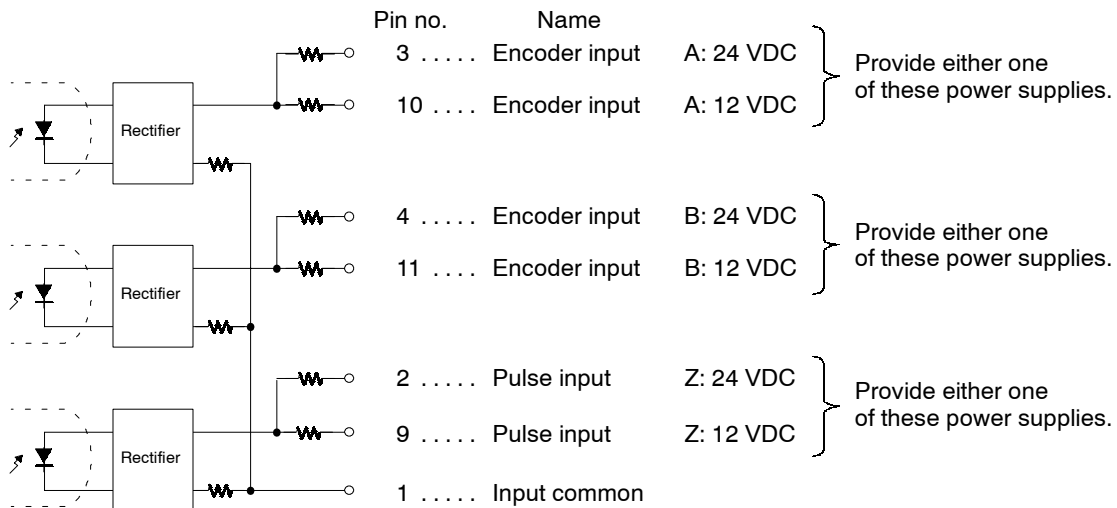 Pin no. Name
3 ..... Encoder input A: 24 VDC
10 .... Encoder input A: 12 VDC
Provide either one
of these power supplies.
Rectifier
4 ..... Encoder input B: 24 VDC
11 .... Encoder input B: 12 VDC
Provide either one
of these power supplies.
Rectifier
2 ..... Pulse input Z: 24 VDC
9 ..... Pulse input Z: 12 VDC
Provide either one
of these power supplies.
Rectifier
1 ..... Input common